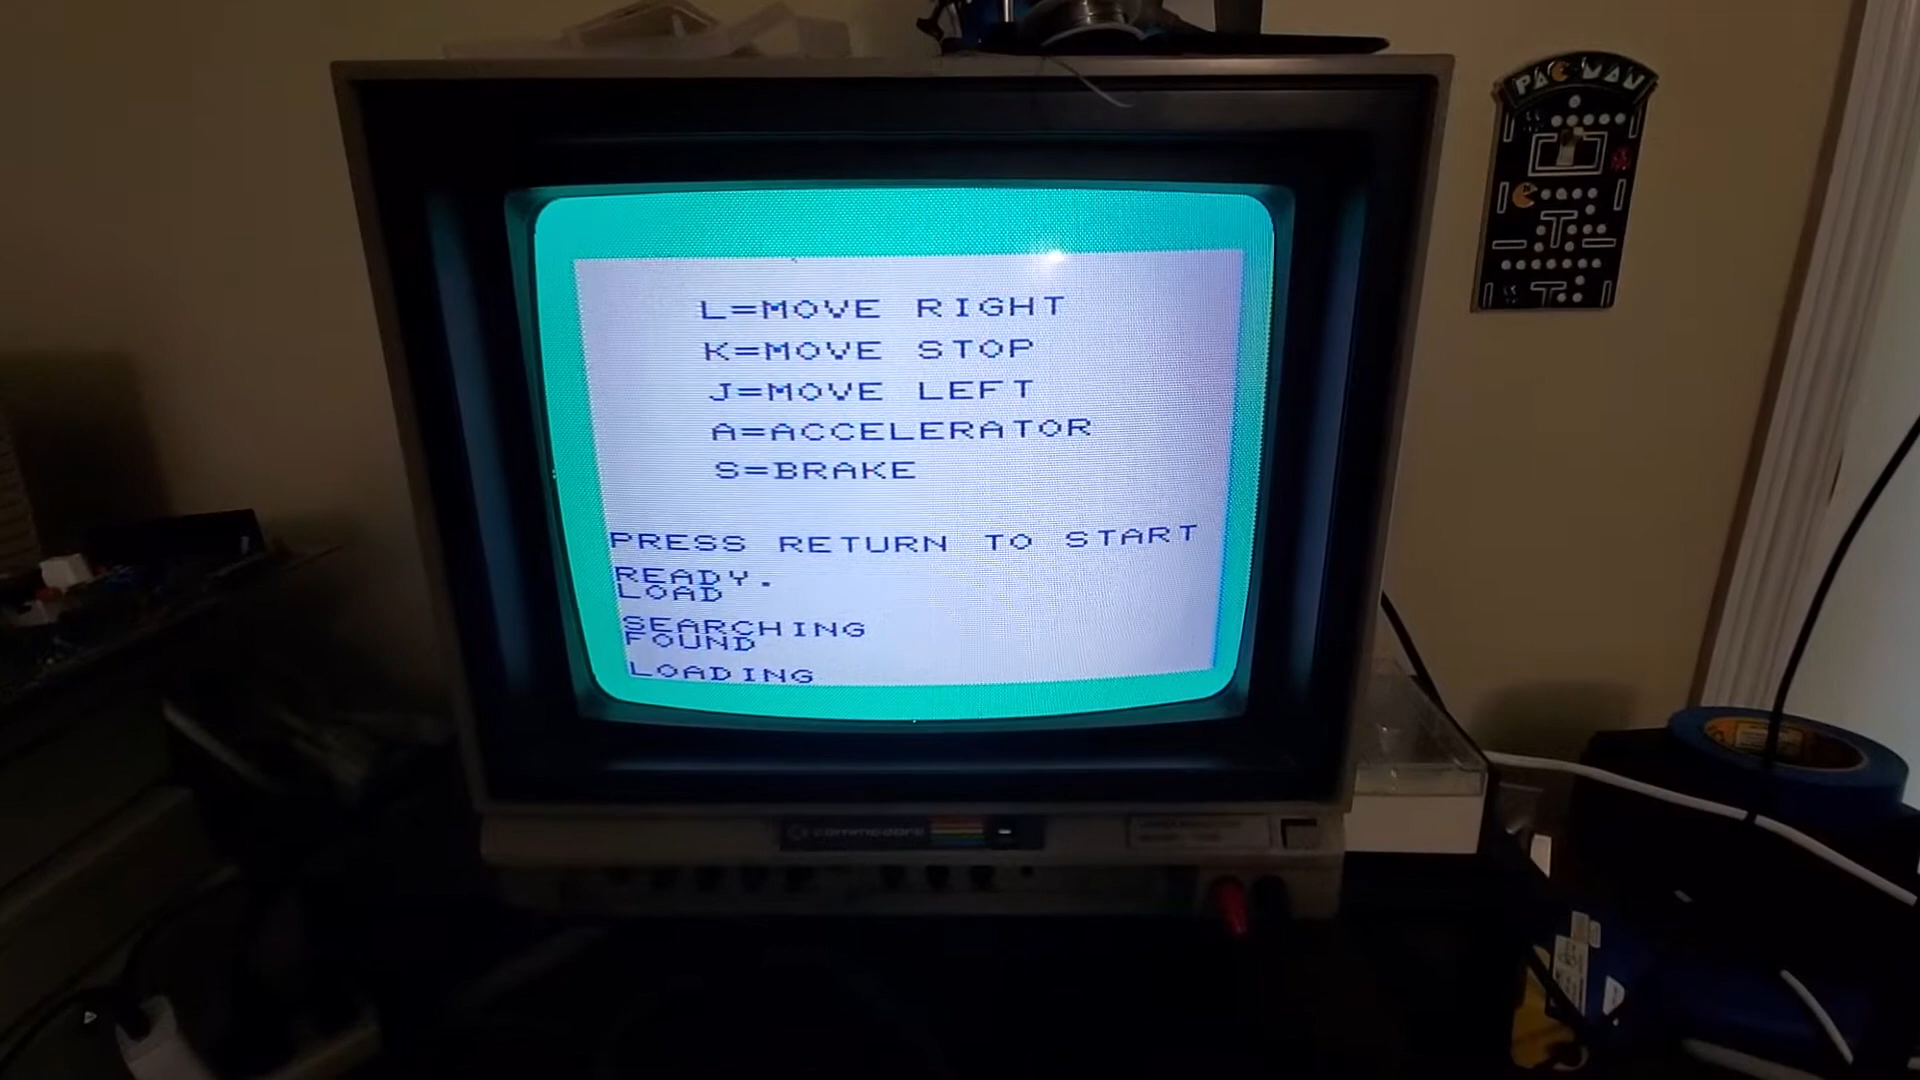 PAC-MAN
L=MOVE RIGHT
K=MOVE STOP
J=MOVE LEFT
A=ACCELERATOR
S=BRAKE
PRESS RETURN TO START
READY.
LOAD
SEARCHING
FOUND
LOADING
commodore